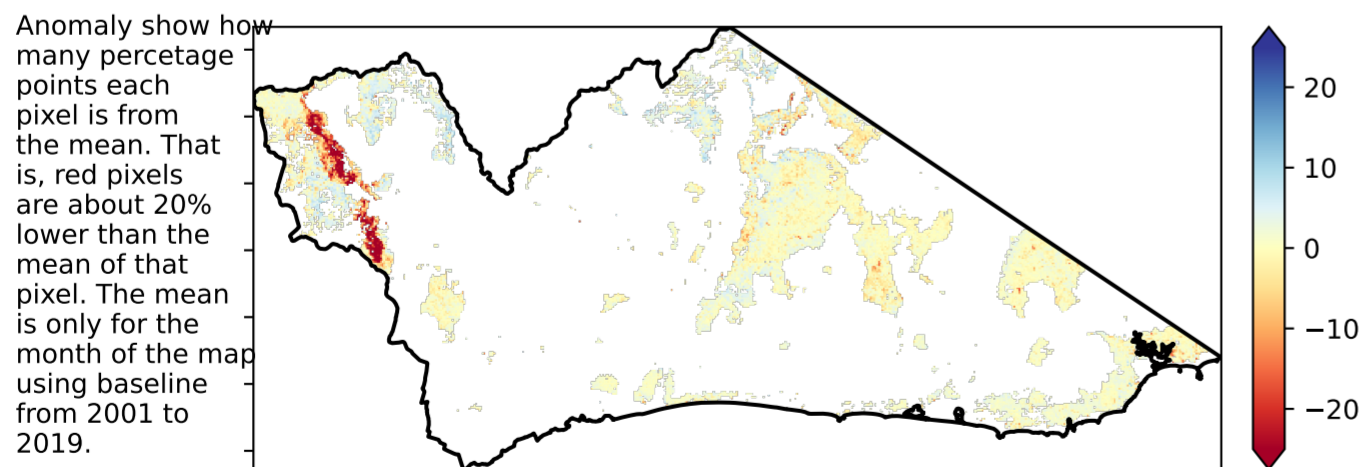 Anomaly show how
many percetage
points each
pixel is from
the mean. That
is, red pixels
are about 20%
lower than the
mean of that
pixel. The mean
is only for the
month of the map
using baseline
from 2001 to
2019.
20
10
0
−10
−20